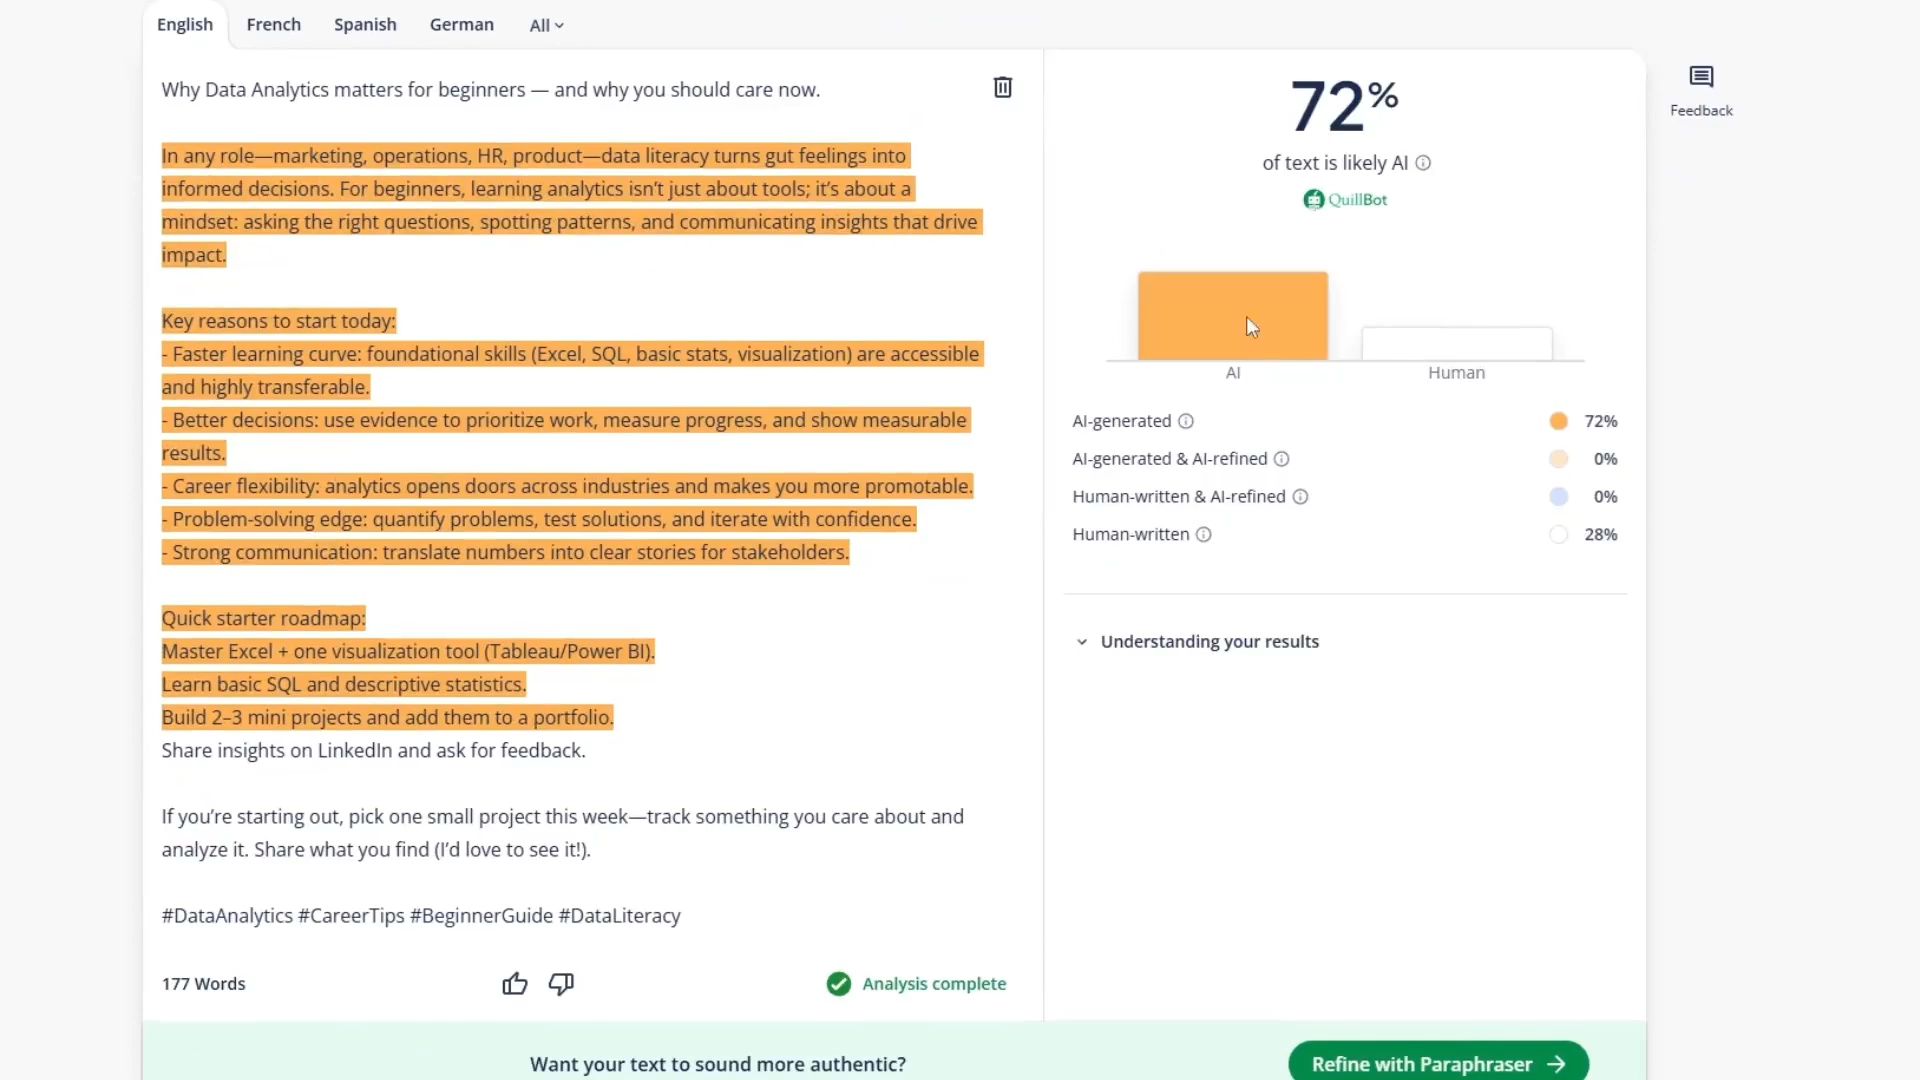 English French Spanish German All
Why Data Analytics matters for beginners — and why you should care now.
In any role—marketing, operations, HR, product—data literacy turns gut feelings into
informed decisions. For beginners, learning analytics isn’t just about tools; it’s about a
mindset: asking the right questions, spotting patterns, and communicating insights that drive
impact.
Key reasons to start today:
- Faster learning curve: foundational skills (Excel, SQL, basic stats, visualization) are accessible
and highly transferable.
- Better decisions: use evidence to prioritize work, measure progress, and show measurable
results.
- Career flexibility: analytics opens doors across industries and makes you more promotable.
- Problem-solving edge: quantify problems, test solutions, and iterate with confidence.
- Strong communication: translate numbers into clear stories for stakeholders.
Quick starter roadmap:
Master Excel + one visualization tool (Tableau/Power BI).
Learn basic SQL and descriptive statistics.
Build 2–3 mini projects and add them to a portfolio.
Share insights on LinkedIn and ask for feedback.
If you’re starting out, pick one small project this week—track something you care about and
analyze it. Share what you find (I’d love to see it!).
#DataAnalytics #CareerTips #BeginnerGuide #DataLiteracy
177 Words
Analysis complete
72%
of text is likely AI
QuillBot
AI Human
AI-generated 72%
AI-generated & AI-refined 0%
Human-written & AI-refined 0%
Human-written 28%
Understanding your results
Feedback
Want your text to sound more authentic?
Refine with Paraphraser